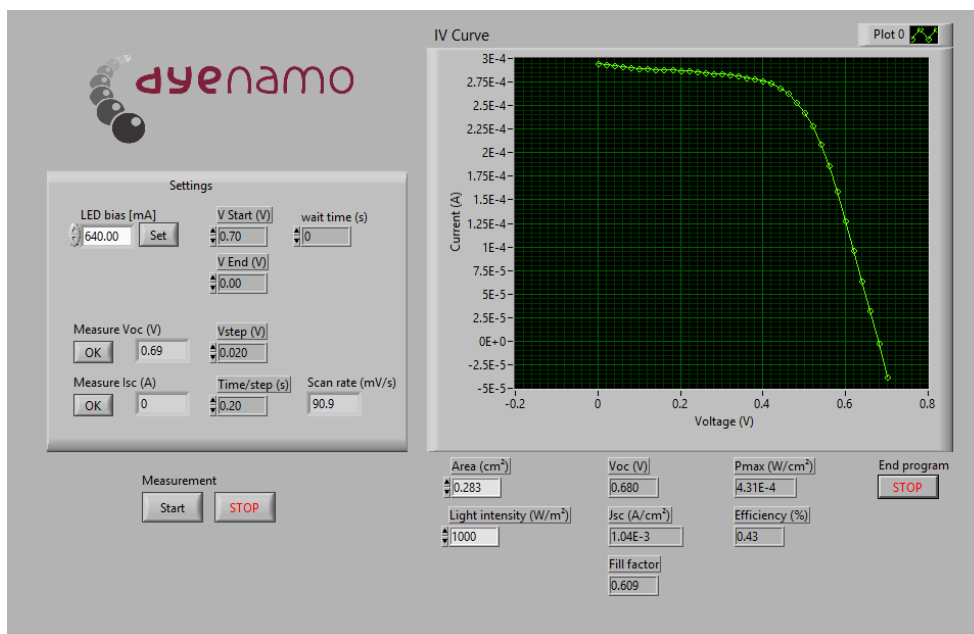 dyenamo
Settings
LED bias [mA]
640.00
Set
V Start (V)
0.70
wait time (s)
0
V End (V)
0.00
Measure Voc (V)
OK
0.69
Vstep (V)
0.020
Measure Isc (A)
OK
0
Time/step (s)
0.20
Scan rate (mV/s)
90.9
Measurement
Start
STOP
IV Curve
Plot 0
Current (A)
3E-4
2.75E-4
2.5E-4
2.25E-4
2E-4
1.75E-4
1.5E-4
1.25E-4
1E-4
7.5E-5
5E-5
2.5E-5
0E+0
-2.5E-5
-5E-5
-0.2 0 0.2 0.4 0.6 0.8
Voltage (V)
Area (cm²)
0.283
Voc (V)
0.680
Pmax (W/cm²)
4.31E-4
End program
STOP
Light intensity (W/m²)
1000
Jsc (A/cm²)
1.04E-3
Efficiency (%)
0.43
Fill factor
0.609